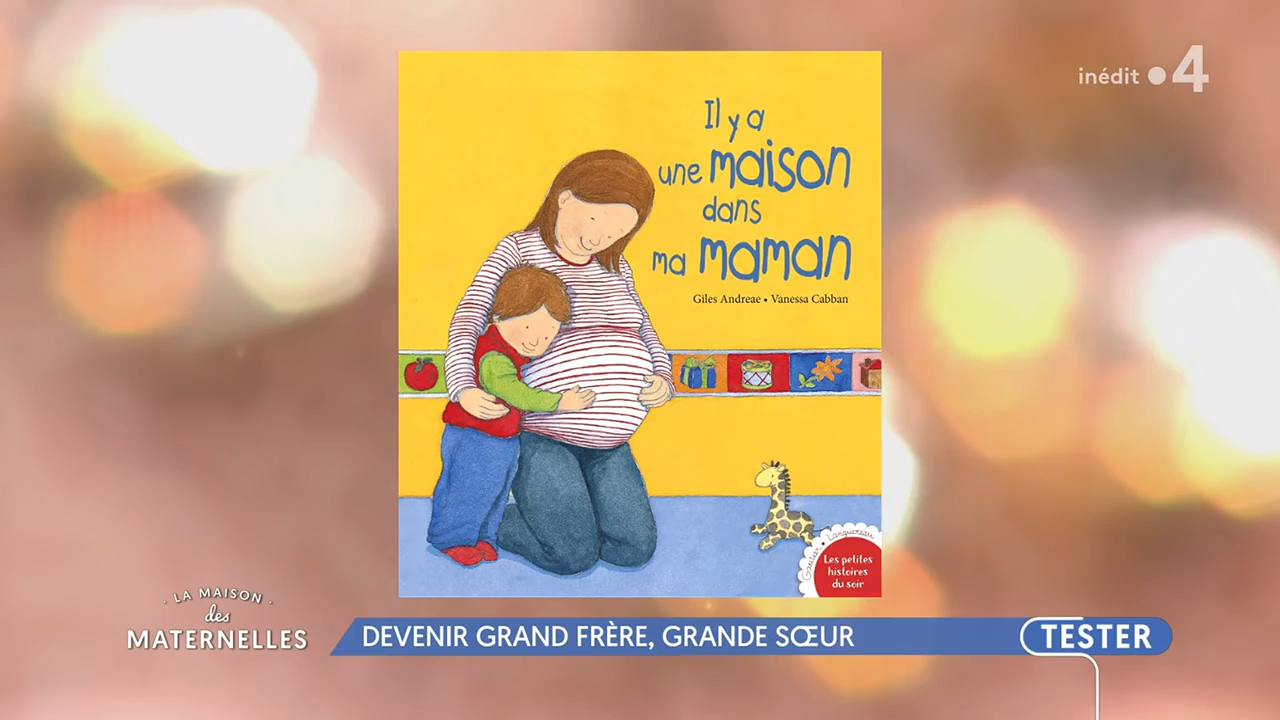 inédit 4
Il y a
une maison
dans
ma maman
Giles Andreae • Vanessa Cabban
Gautier • Languereau
Les petites
histoires
du soir
• LA MAISON •
des
MATERNELLES
DEVENIR GRAND FRÈRE, GRANDE SŒUR
TESTER